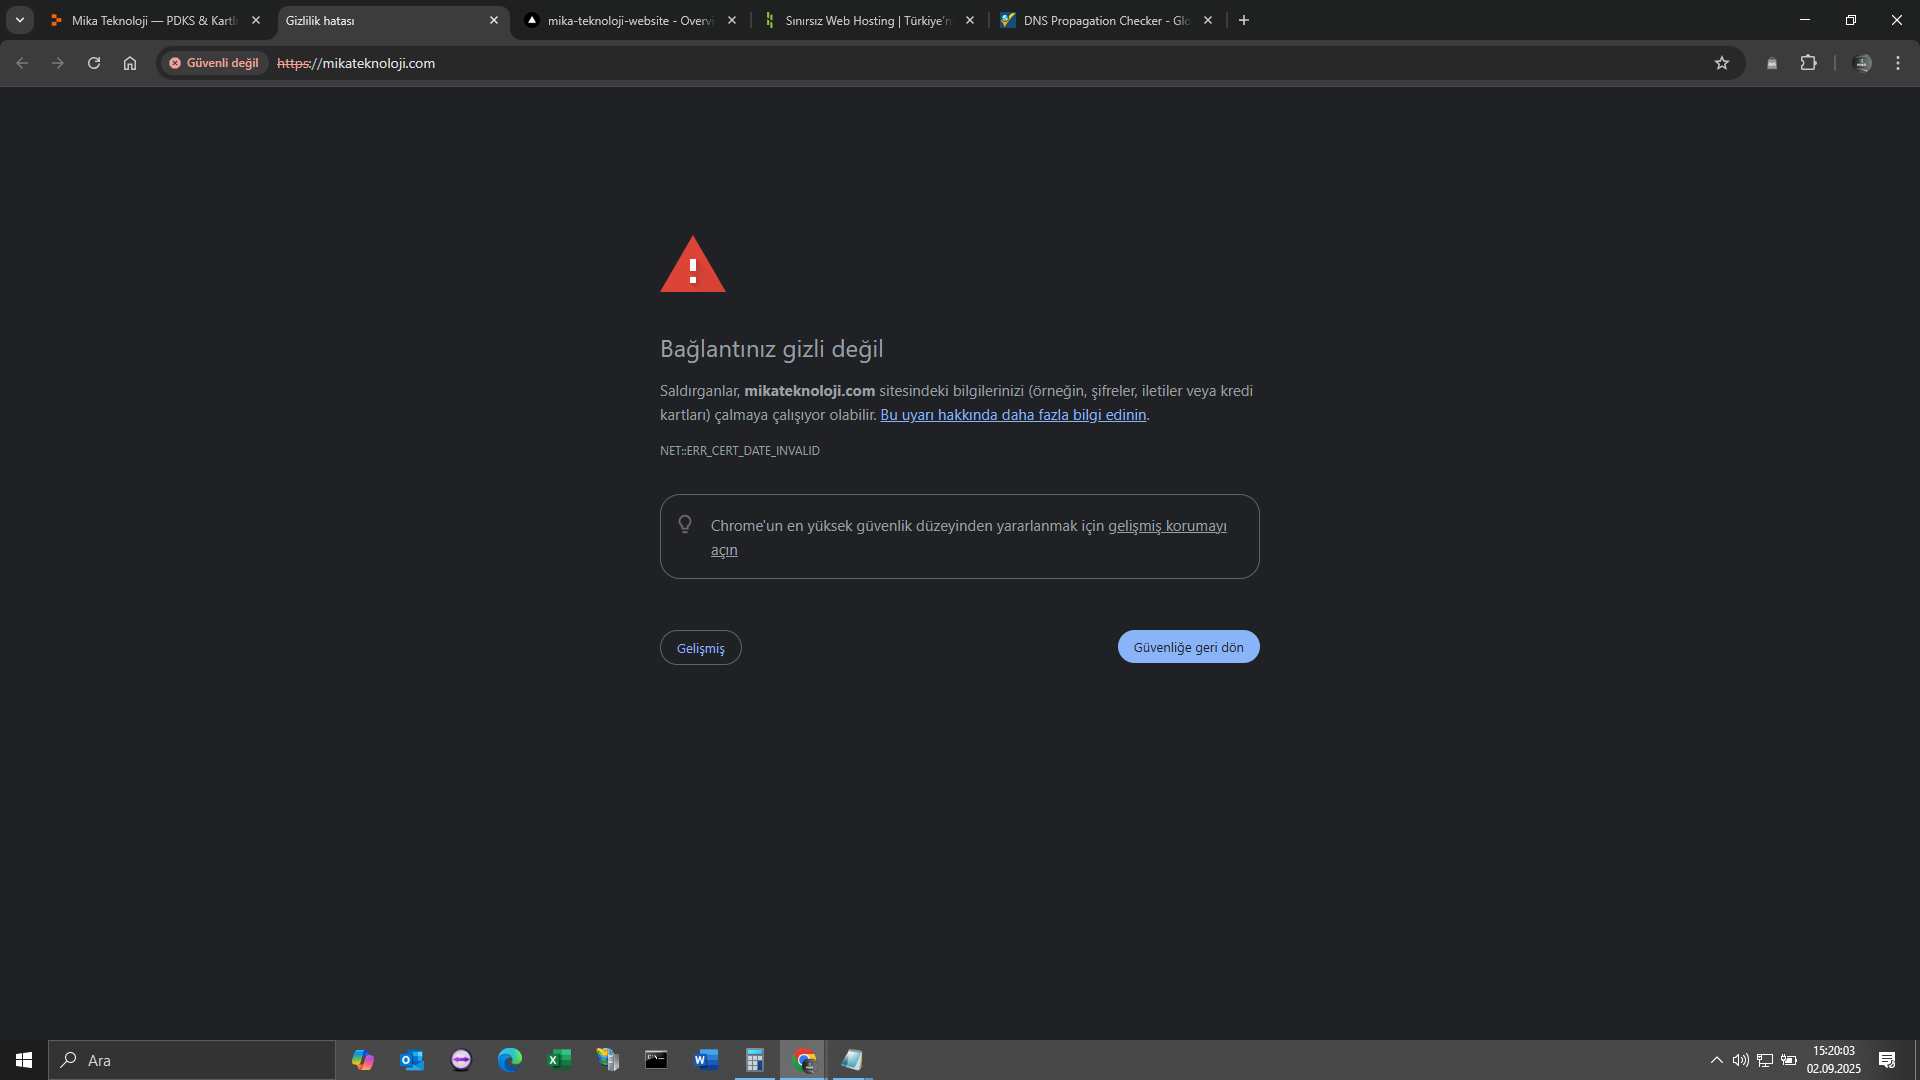 Mika Teknoloji — PDKS & Kartl
Gizlilik hatası
mika-teknoloji-website - Overvi
Sınırsız Web Hosting | Türkiye'n
DNS Propagation Checker - Glo
Güvenli değil
https://mikateknoloji.com
Bağlantınız gizli değil
Saldırganlar, mikateknoloji.com sitesindeki bilgilerinizi (örneğin, şifreler, iletiler veya kredi
kartları) çalmaya çalışıyor olabilir. Bu uyarı hakkında daha fazla bilgi edinin.
NET::ERR_CERT_DATE_INVALID
Chrome'un en yüksek güvenlik düzeyinden yararlanmak için gelişmiş korumayı
açın
Gelişmiş
Güvenliğe geri dön
Ara
15:20:03
02.09.2025